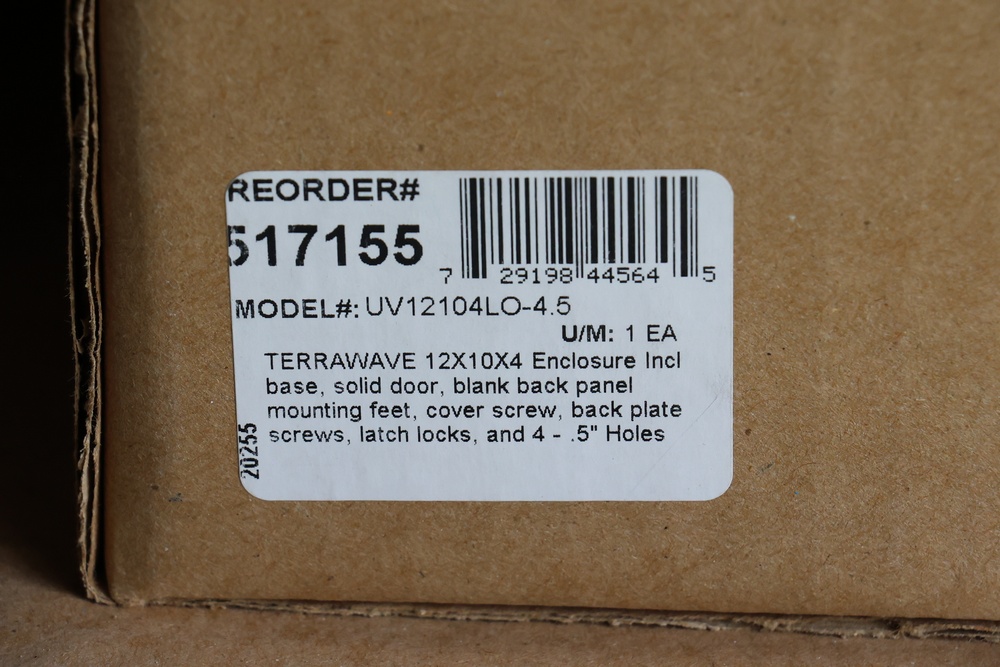 REORDER#
517155
7 29198 44564 5
MODEL#: UV12104LO-4.5
U/M: 1 EA
TERRAWAVE 12X10X4 Enclosure Incl
base, solid door, blank back panel
mounting feet, cover screw, back plate
screws, latch locks, and 4 - .5" Holes
20255